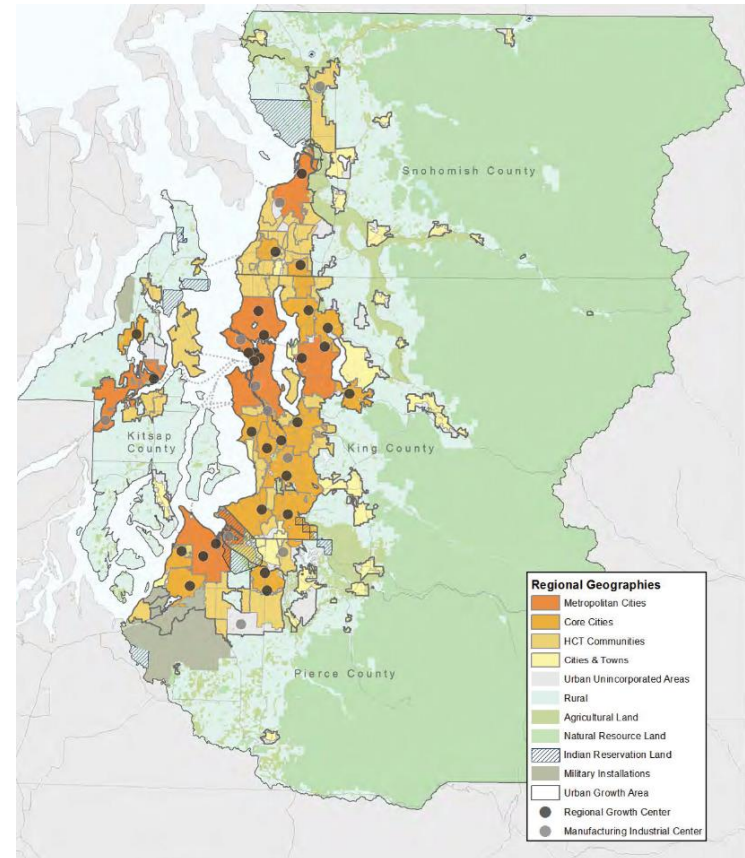 Snohomish County
Kitsap
County
King County
Pierce County
Regional Geographies
Metropolitan Cities
Core Cities
HCT Communities
Cities & Towns
Urban Unincorporated Areas
Rural
Agricultural Land
Natural Resource Land
Indian Reservation Land
Military Installations
Urban Growth Area
Regional Growth Center
Manufacturing Industrial Center